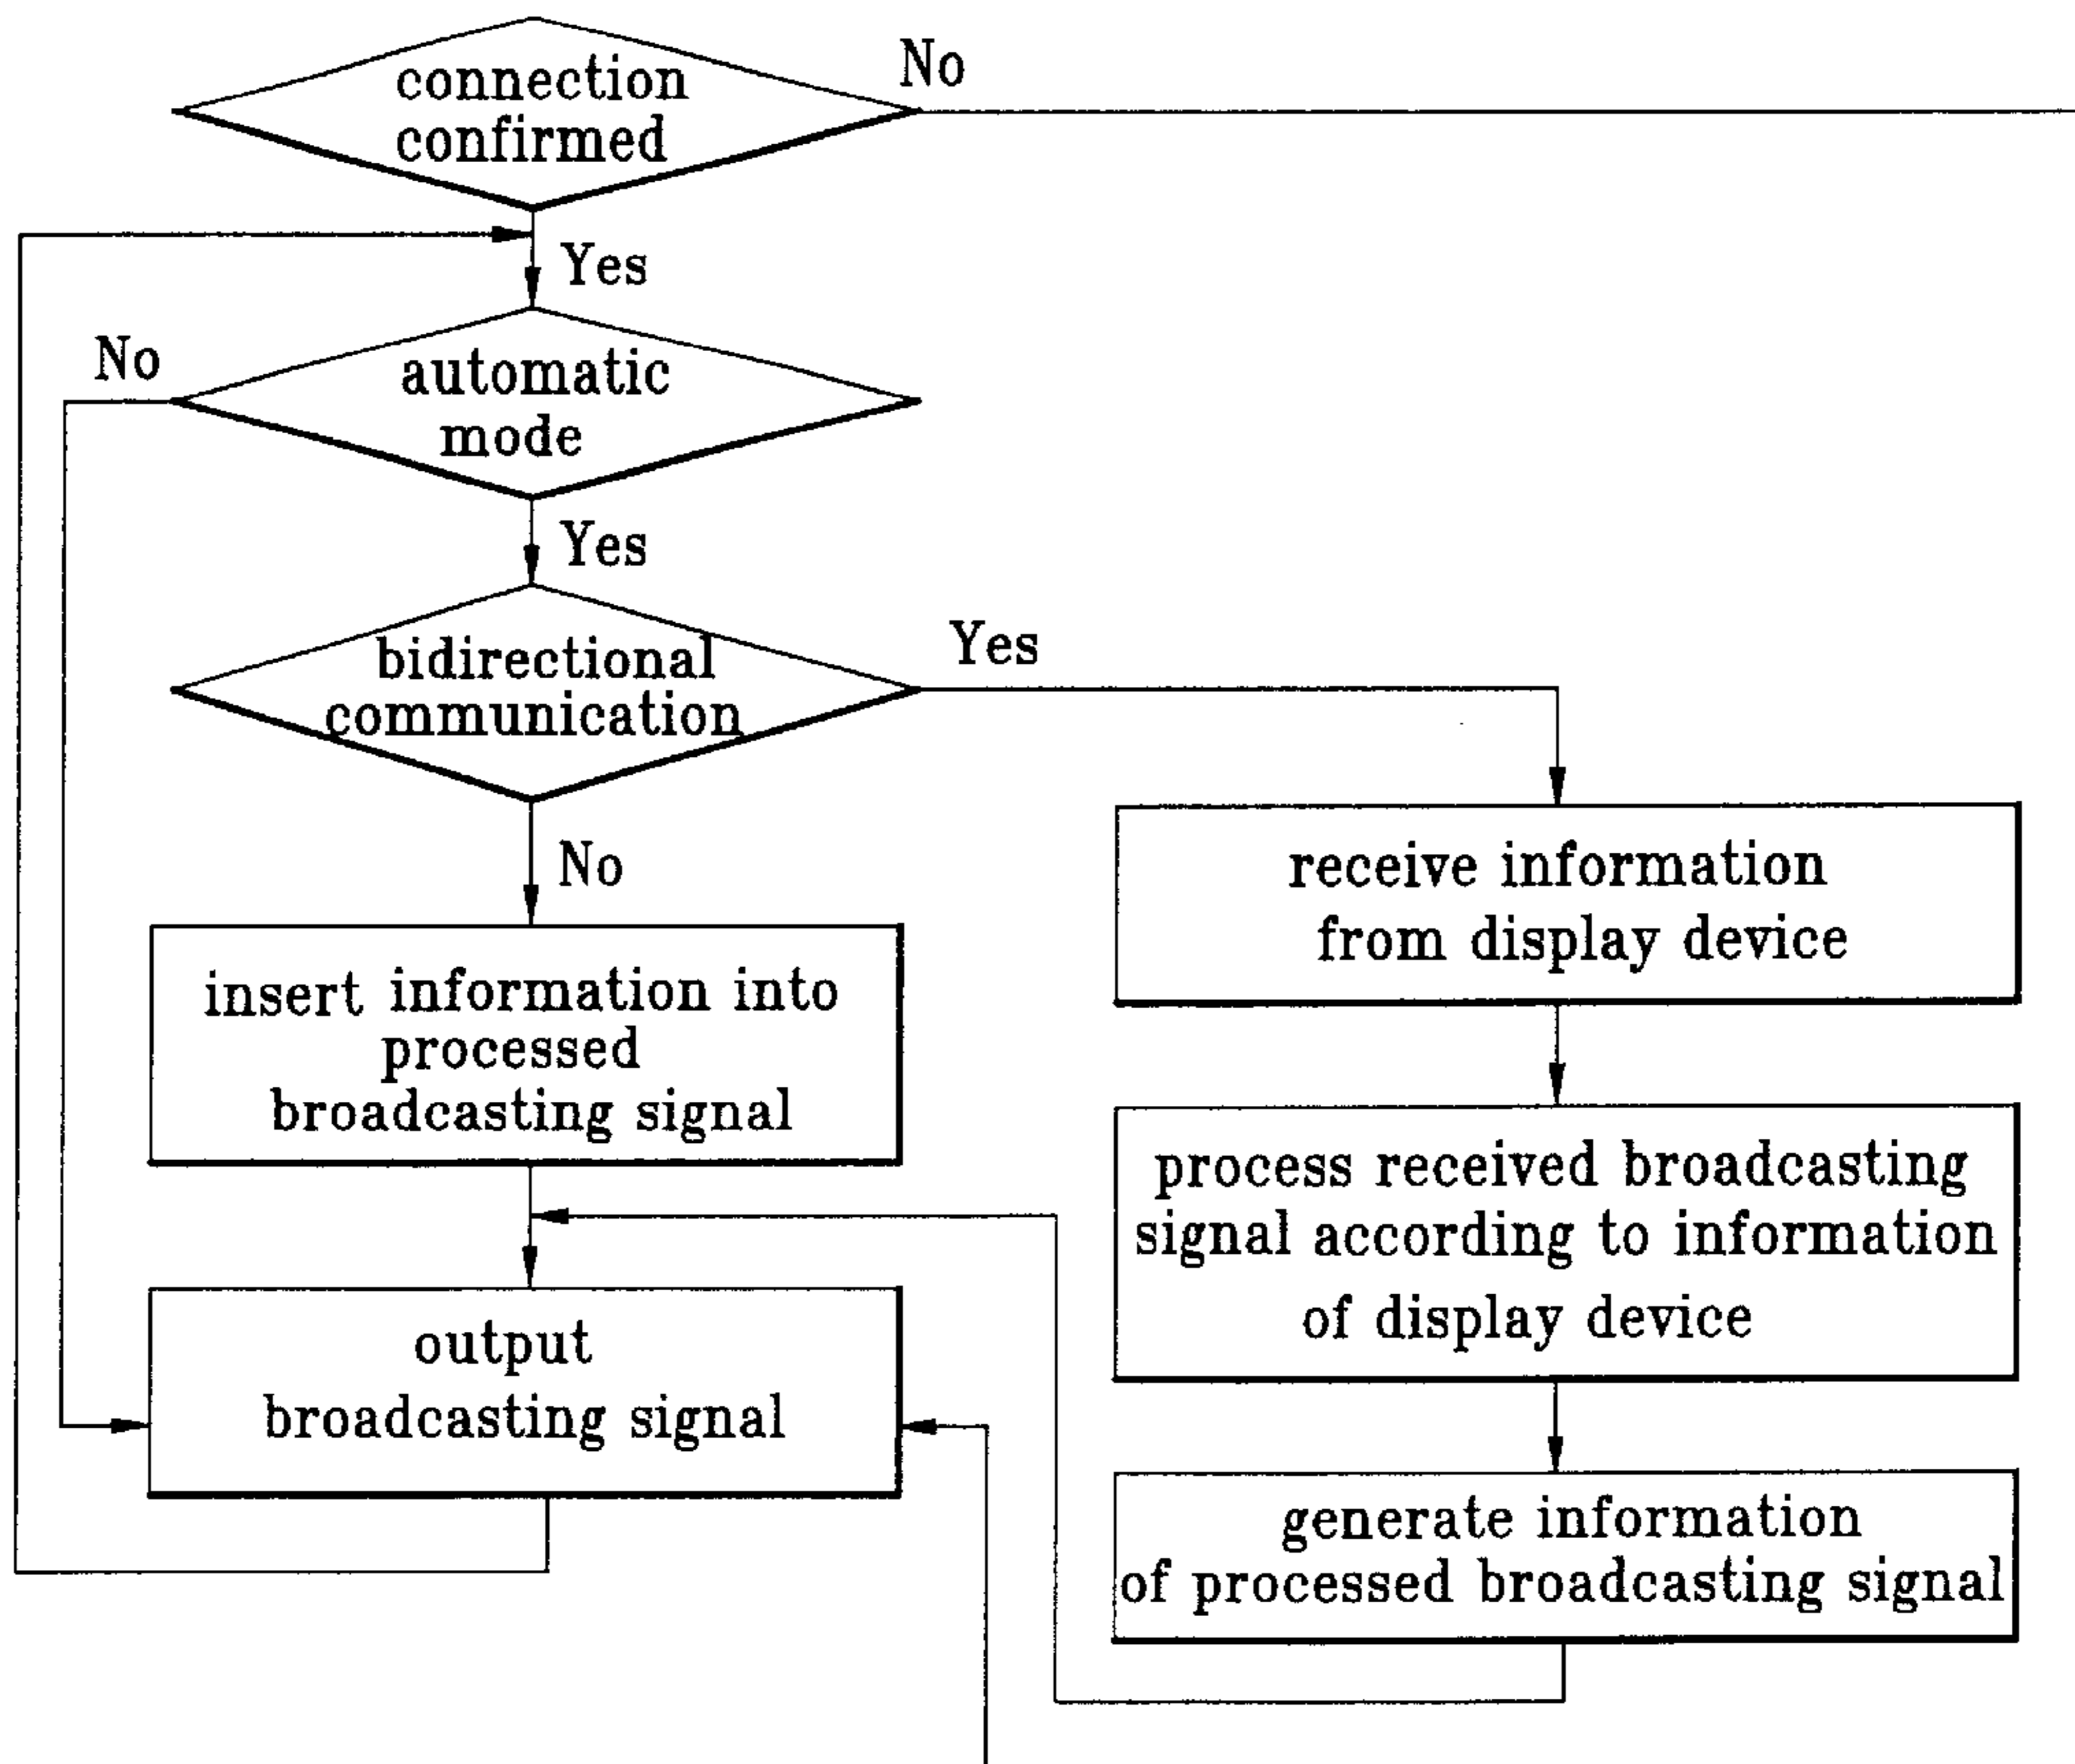 connection
confirmed
No
Yes
No
automatic
mode
Yes
bidirectional
communication
Yes
No
receive information
from display device
insert information into
processed
broadcasting signal
process received broadcasting
signal according to information
of display device
output
broadcasting signal
generate information
of processed broadcasting signal